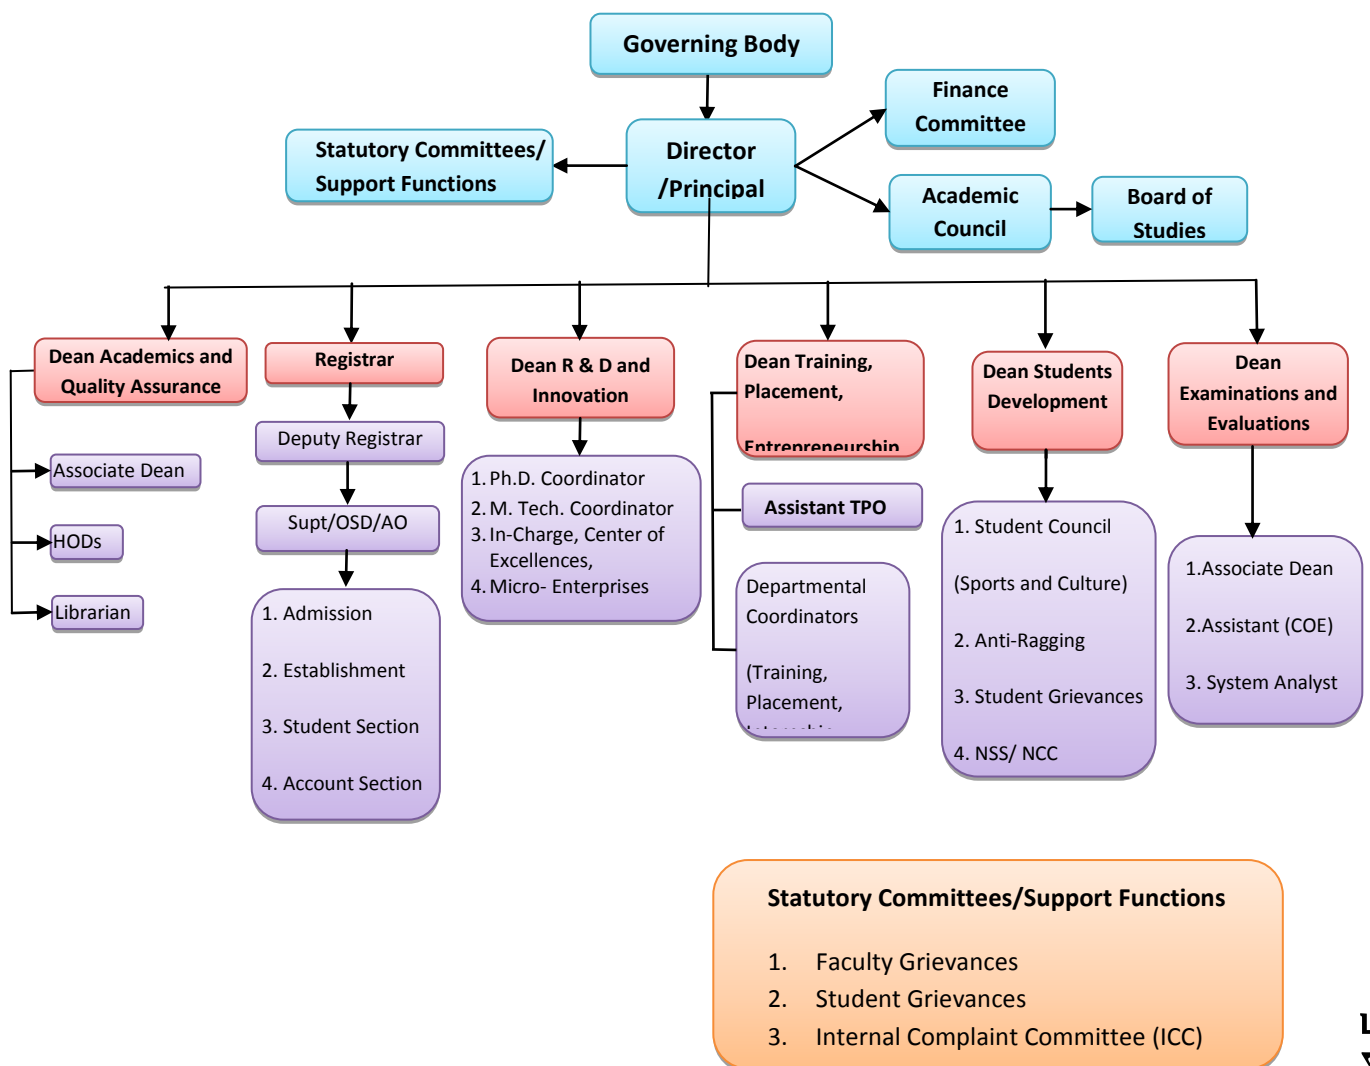 Governing Body
Finance
Committee
Statutory Committees/
Support Functions
Director
/Principal
Academic
Council
Board of
Studies
Dean Academics and
Quality Assurance
Associate Dean
HODs
Librarian
Registrar
Deputy Registrar
Supt/OSD/AO
1. Admission
2. Establishment
3. Student Section
4. Account Section
Dean R & D and
Innovation
1. Ph.D. Coordinator
2. M. Tech. Coordinator
3. In-Charge, Center of
Excellences,
4. Micro- Enterprises
Dean Training,
Placement,
Entrepreneurship
Assistant TPO
Departmental
Coordinators
(Training,
Placement,
Dean Students
Development
1. Student Council
(Sports and Culture)
2. Anti-Ragging
3. Student Grievances
4. NSS/ NCC
Dean
Examinations and
Evaluations
1.Associate Dean
2.Assistant (COE)
3. System Analyst
Statutory Committees/Support Functions
1. Faculty Grievances
2. Student Grievances
3. Internal Complaint Committee (ICC)